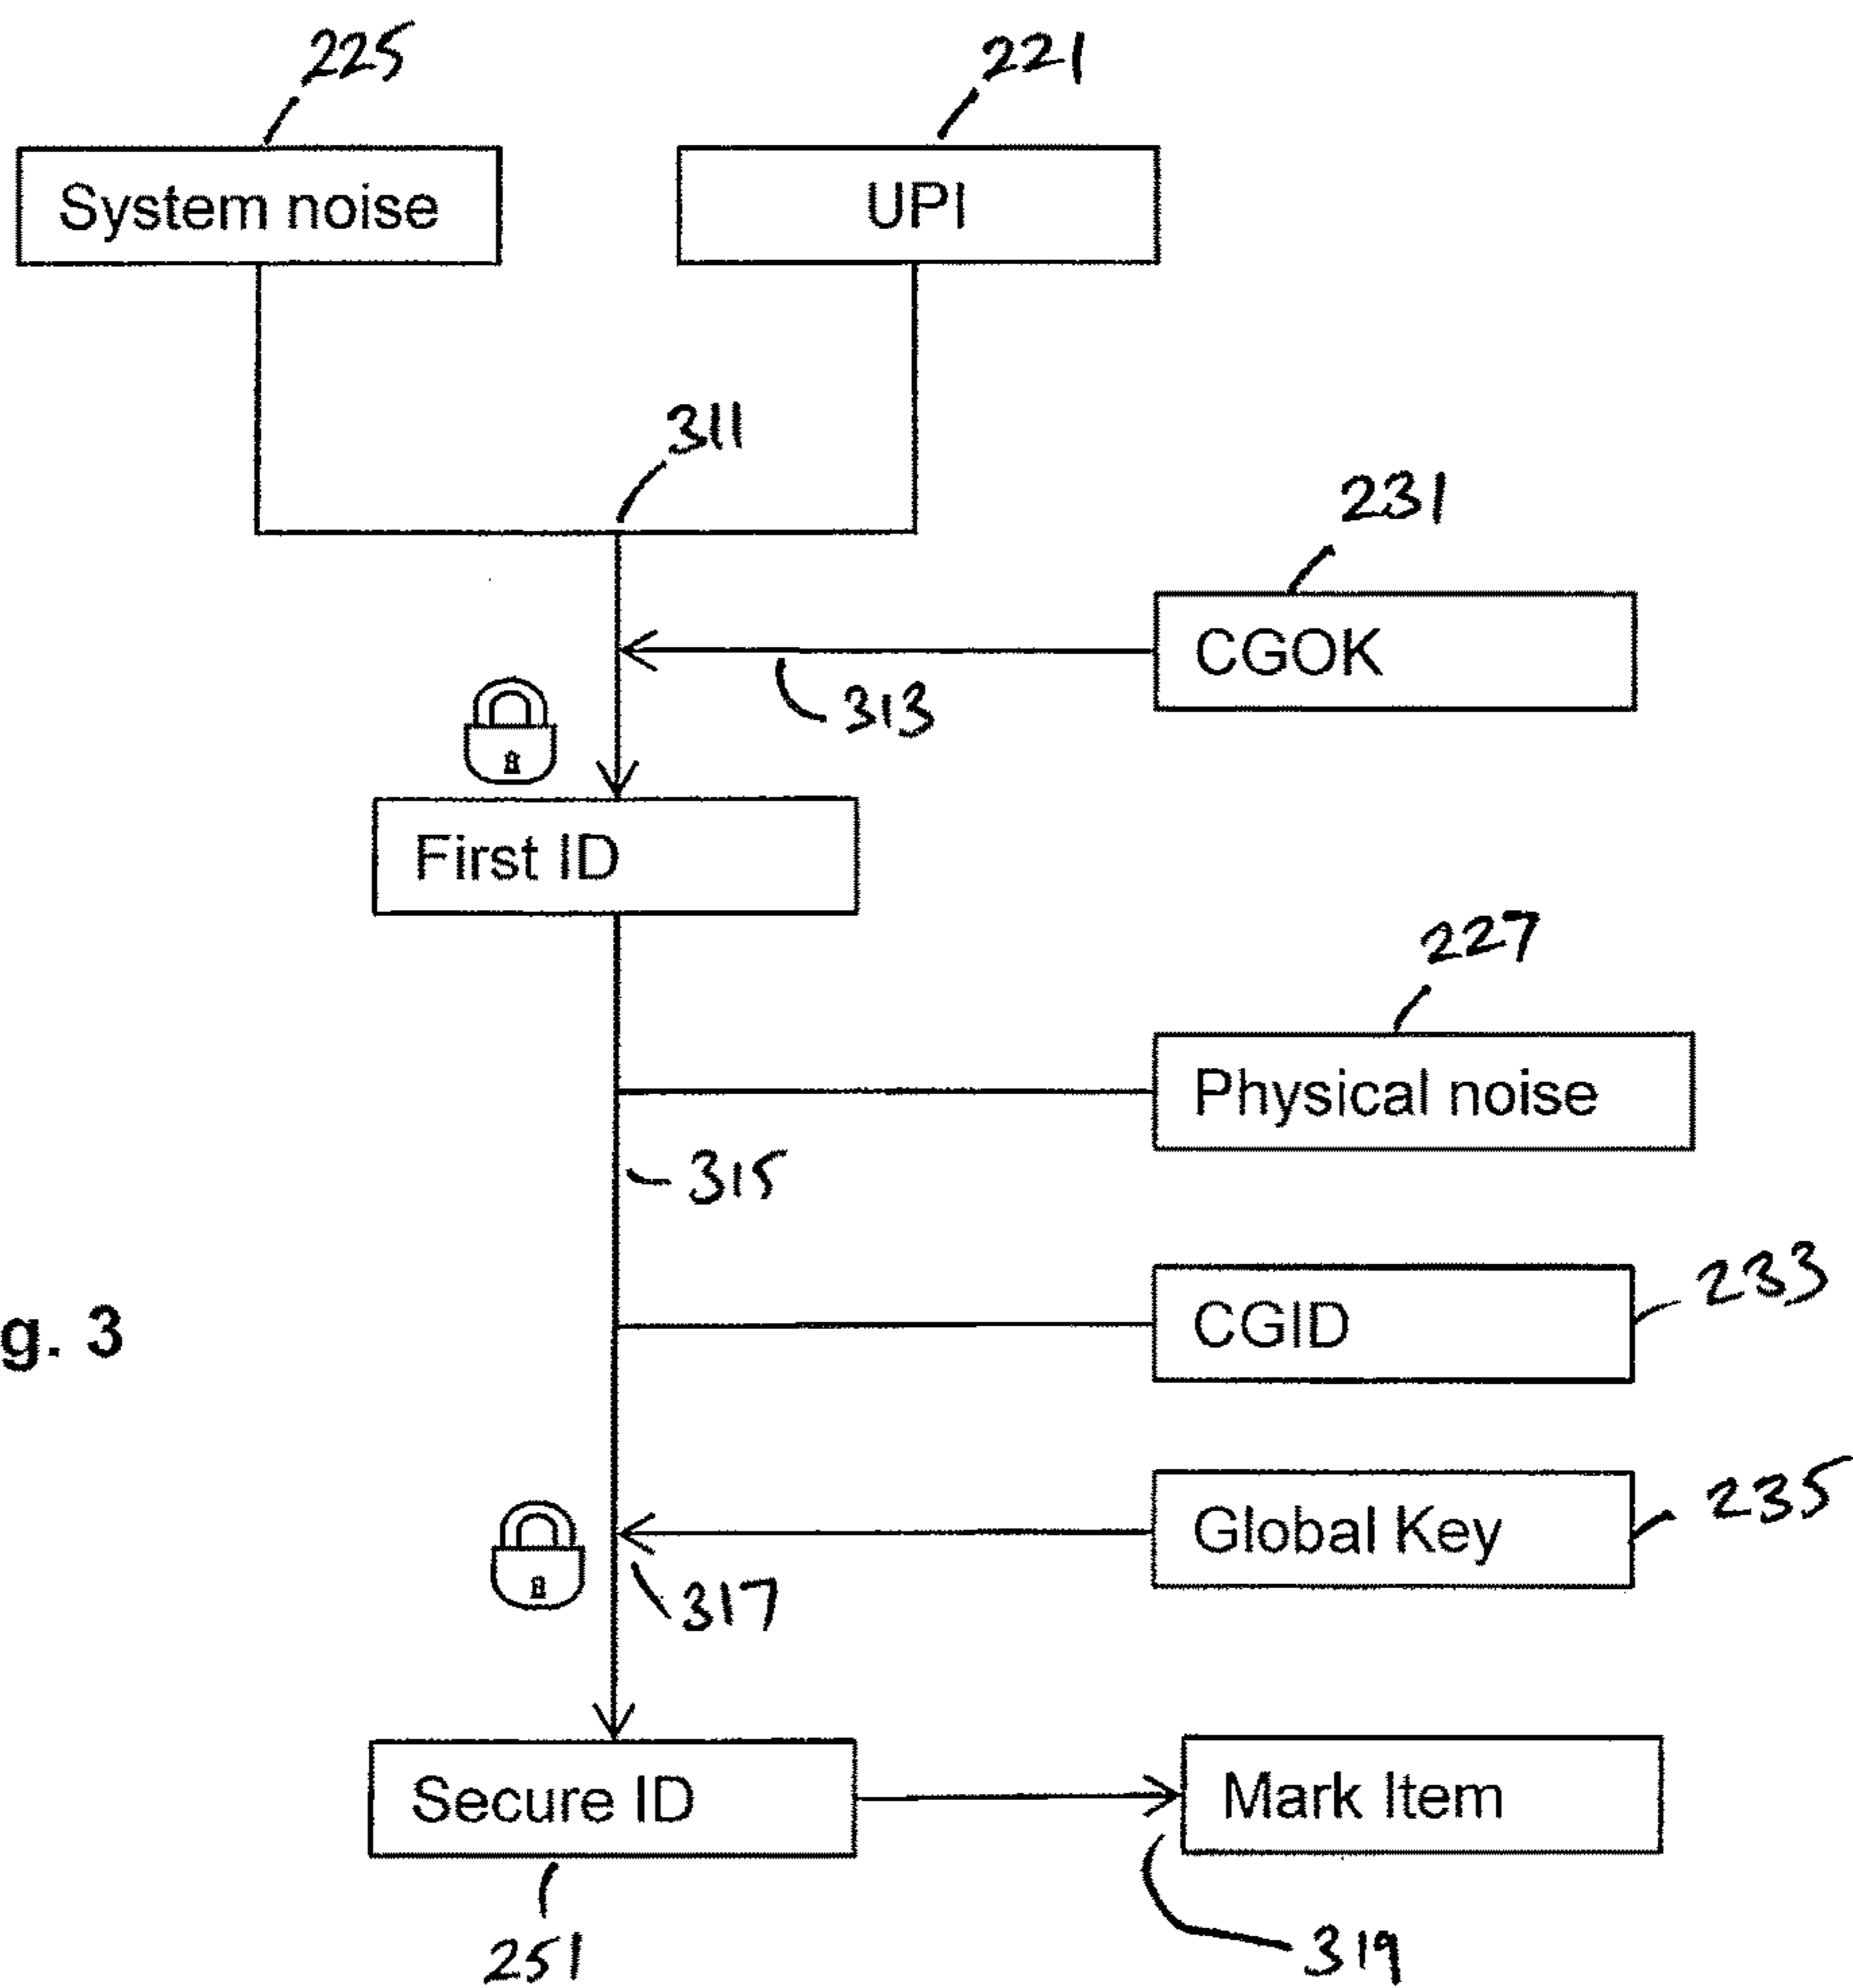 225
221
System noise
UPI
311
231
CGOK
313
First ID
227
Physical noise
315
233
CGID
g. 3
235
Global Key
317
Secure ID
Mark Item
251
319